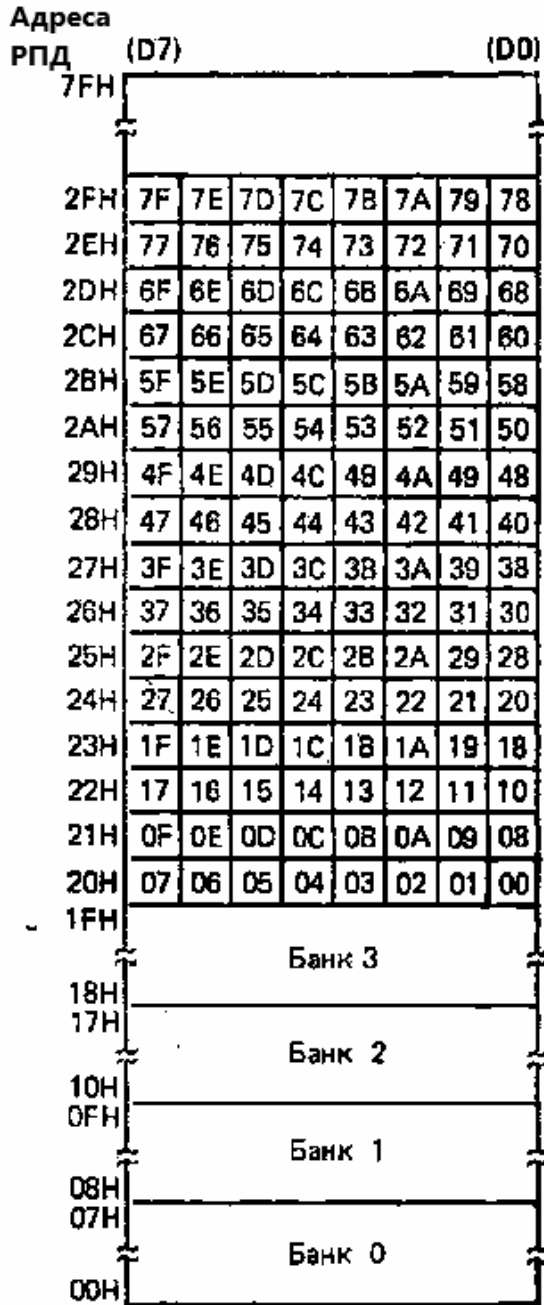 Адреса
РПД (D7) (D0)
7FH
2FH 7F 7E 7D 7C 7B 7A 79 78
2EH 77 76 75 74 73 72 71 70
2DH 6F 6E 6D 6C 6B 6A 69 68
2CH 67 66 65 64 63 62 61 60
2BH 5F 5E 5D 5C 5B 5A 59 58
2AH 57 56 55 54 53 52 51 50
29H 4F 4E 4D 4C 4B 4A 49 48
28H 47 46 45 44 43 42 41 40
27H 3F 3E 3D 3C 3B 3A 39 38
26H 37 36 35 34 33 32 31 30
25H 2F 2E 2D 2C 2B 2A 29 28
24H 27 26 25 24 23 22 21 20
23H 1F 1E 1D 1C 1B 1A 19 18
22H 17 16 15 14 13 12 11 10
21H 0F 0E 0D 0C 0B 0A 09 08
20H 07 06 05 04 03 02 01 00
1FH
Банк 3
18H
17H
Банк 2
10H
0FH
Банк 1
08H
07H
Банк 0
00H